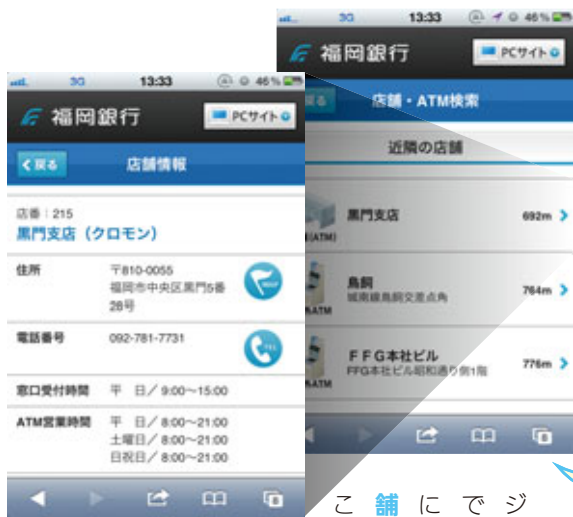 3G 13:33 46%
福岡銀行 PCサイト
店舗・ATM検索
近隣の店舗
黒門支店 692m
(ATM)
鳥飼 764m
城南線鳥飼交差点角
ATM
FFG本社ビル 776m
FFG本社ビル昭和通り側1階
ATM
3G 13:33 46%
福岡銀行 PCサイト
戻る 店舗情報
店番:215
黒門支店(クロモン)
住所 〒810-0055
福岡市中央区黒門5番
28号
電話番号 092-781-7731
窓口受付時間 平 日/ 9:00~15:00
ATM営業時間 平 日/ 8:00~21:00
土曜日/ 8:00~21:00
日祝日/ 8:00~21:00
こ 舗 に で ジ